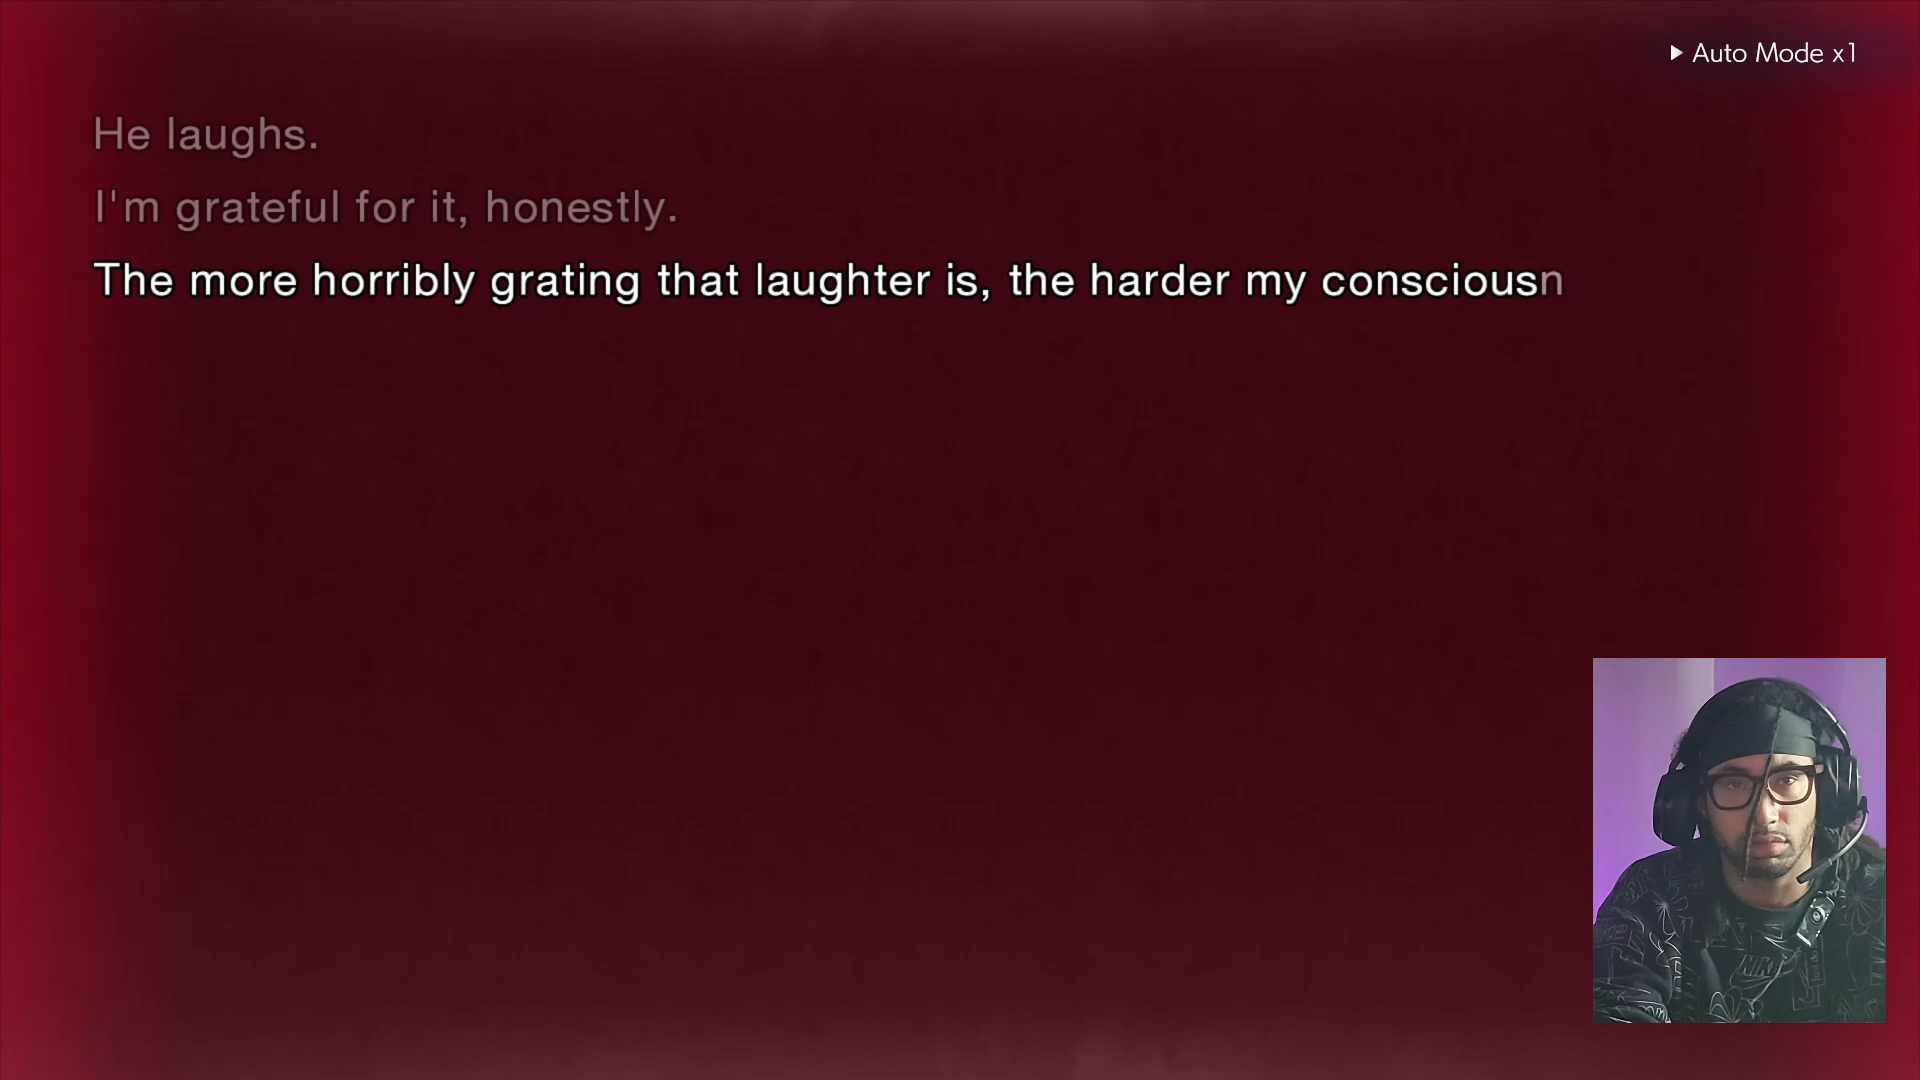 Auto Mode x1
He laughs.
I'm grateful for it, honestly.
The more horribly grating that laughter is, the harder my consciousn
NIKE